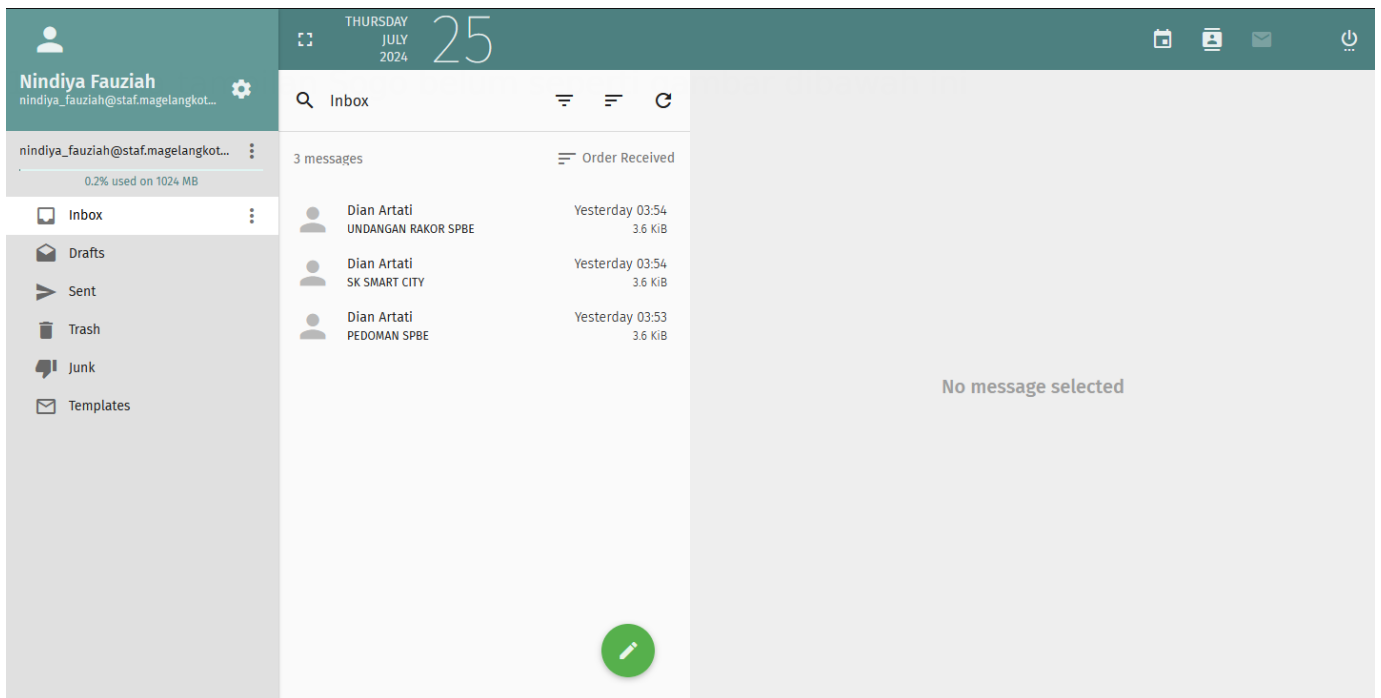 Nindiya Fauziah
nindiya_fauziah@staf.magelangkot...
THURSDAY
JULY
2024
25
nindiya_fauziah@staf.magelangkot...
0.2% used on 1024 MB
Inbox
Drafts
Sent
Trash
Junk
Templates
Inbox
3 messages
Order Received
Dian Artati Yesterday 03:54
UNDANGAN RAKOR SPBE 3.6 KiB
Dian Artati Yesterday 03:54
SK SMART CITY 3.6 KiB
Dian Artati Yesterday 03:53
PEDOMAN SPBE 3.6 KiB
No message selected